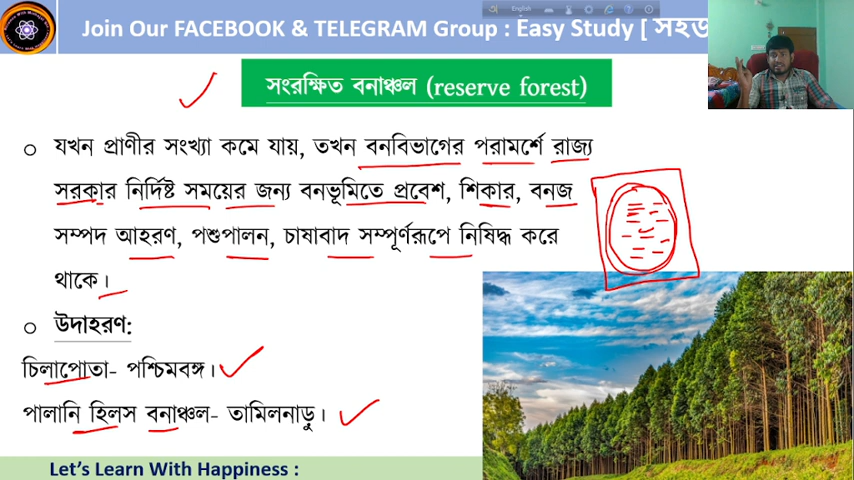 English
Join Our FACEBOOK & TELEGRAM Group : Easy Study [ সহজ
সংরক্ষিত বনাঞ্চল (reserve forest)
যখন প্রাণীর সংখ্যা কমে যায়, তখন বনবিভাগের পরামর্শে রাজ্য
সরকার নির্দিষ্ট সময়ের জন্য বনভূমিতে প্রবেশ, শিকার, বনজ
সম্পদ আহরণ, পশুপালন, চাষাবাদ সম্পূর্ণরূপে নিষিদ্ধ করে
থাকে।
উদাহরণ:
চিলাপোতা- পশ্চিমবঙ্গ।
পালানি হিলস বনাঞ্চল- তামিলনাড়ু।
Let's Learn With Happiness :